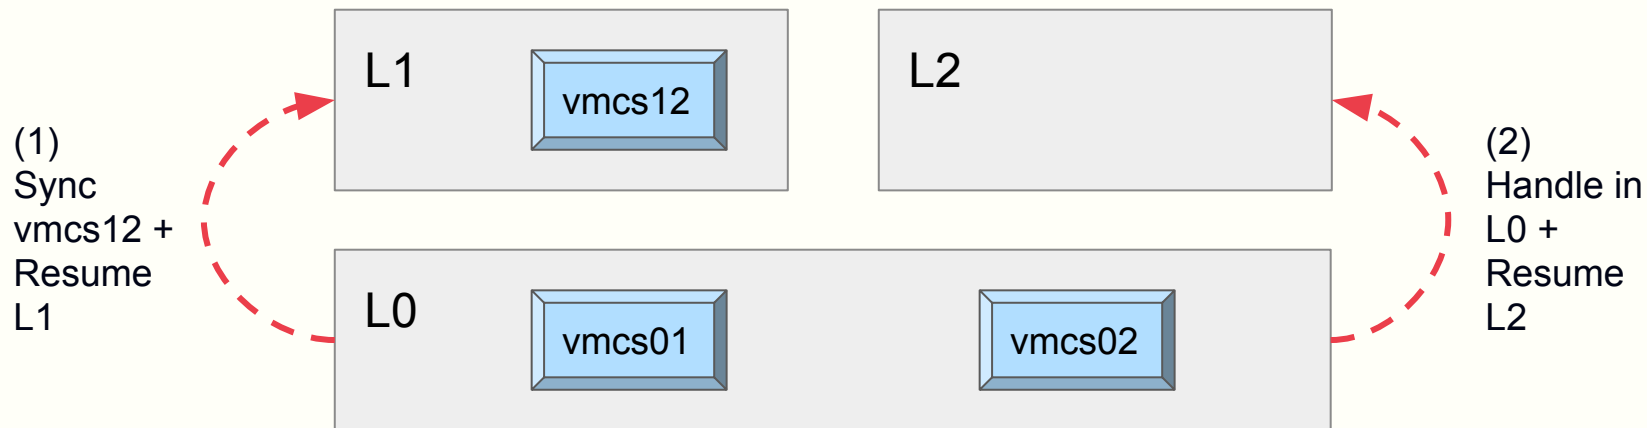 L1
vmcs12
L2
(1)
Sync
vmcs12 +
Resume
L1
(2)
Handle in
L0 +
Resume
L2
L0
vmcs01
vmcs02